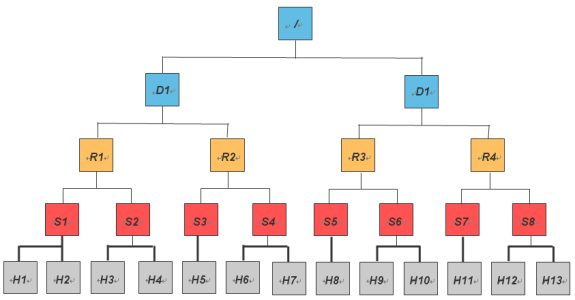 /
D1 D1
R1 R2 R3 R4
S1 S2 S3 S4 S5 S6 S7 S8
H1 H2 H3 H4 H5 H6 H7 H8 H9 H10 H11 H12 H13